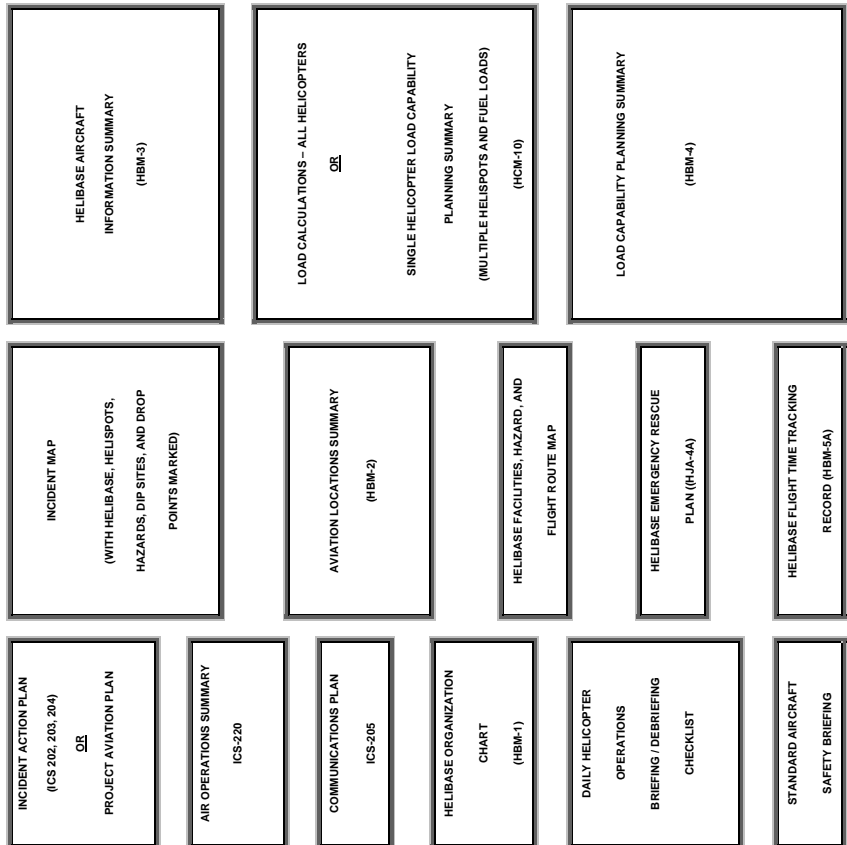 INCIDENT ACTION PLAN
(ICS 202, 203, 204)
OR
PROJECT AVIATION PLAN
AIR OPERATIONS SUMMARY
ICS-220
COMMUNICATIONS PLAN
ICS-205
HELIBASE ORGANIZATION
CHART
(HBM-1)
DAILY HELICOPTER
OPERATIONS
BRIEFING / DEBRIEFING
CHECKLIST
STANDARD AIRCRAFT
SAFETY BRIEFING
INCIDENT MAP
(WITH HELIBASE, HELISPOTS,
HAZARDS, DIP SITES, AND DROP
POINTS MARKED)
AVIATION LOCATIONS SUMMARY
(HBM-2)
HELIBASE FACILITIES, HAZARD, AND
FLIGHT ROUTE MAP
HELIBASE EMERGENCY RESCUE
PLAN ((HJA-4A)
HELIBASE FLIGHT TIME TRACKING
RECORD (HBM-5A)
HELIBASE AIRCRAFT
INFORMATION SUMMARY
(HBM-3)
LOAD CALCULATIONS – ALL HELICOPTERS
OR
SINGLE HELICOPTER LOAD CAPABILITY
PLANNING SUMMARY
(MULTIPLE HELISPOTS AND FUEL LOADS)
(HCM-10)
LOAD CAPABILITY PLANNING SUMMARY
(HBM-4)